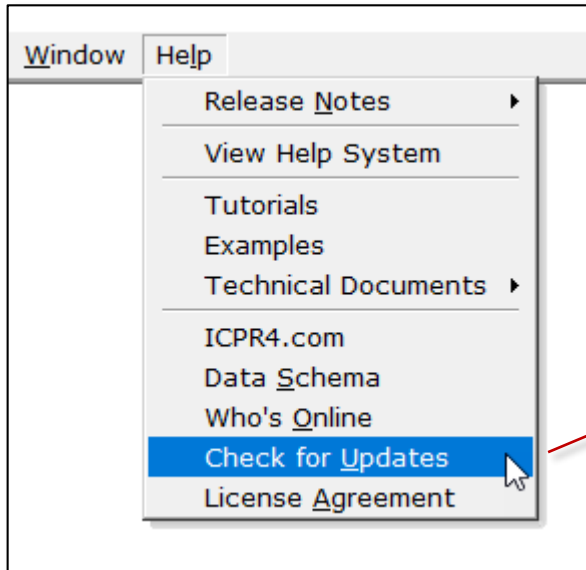 Window Help
Release Notes
View Help System
Tutorials
Examples
Technical Documents
ICPR4.com
Data Schema
Who's Online
Check for Updates
License Agreement